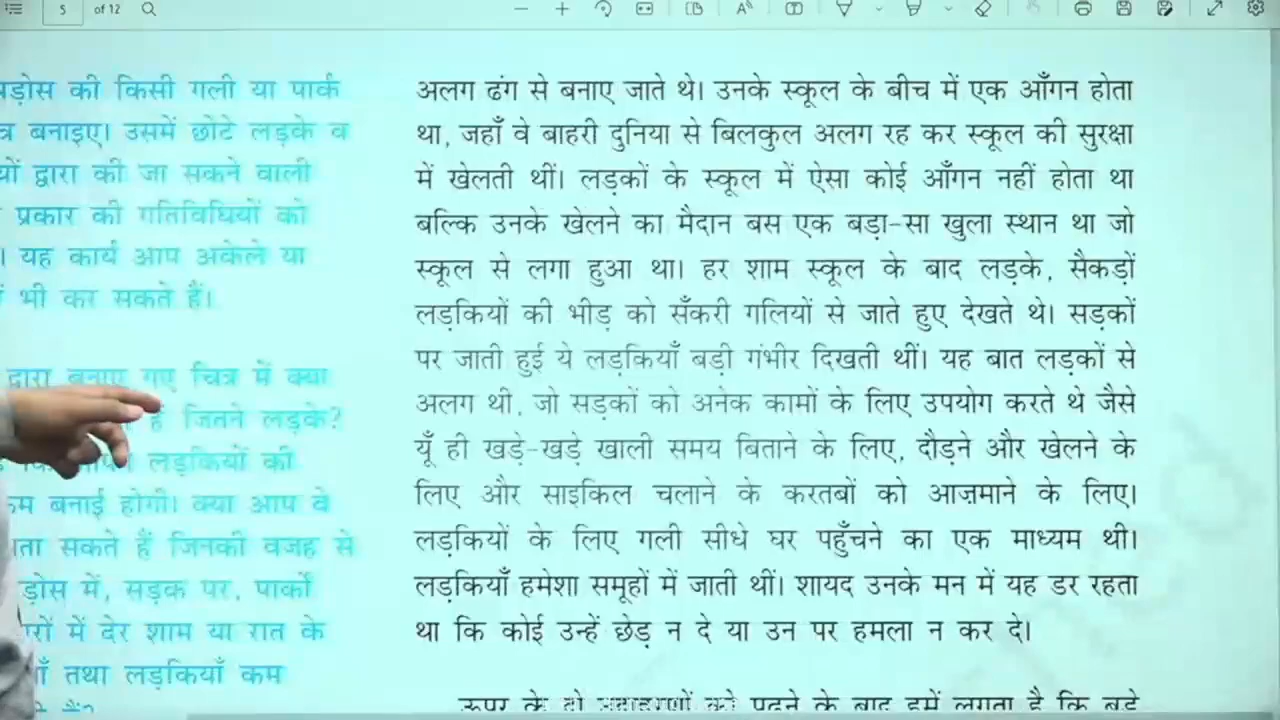 5 of 12
पड़ोस की किसी गली या पार्क
बनाइए। उसमें छोटे लड़के व
द्वारा की जा सकने वाली
प्रकार की गतिविधियों को
। यह कार्य आप अकेले या
भी कर सकते हैं।
द्वारा बनाए गए चित्र में क्या
हैं जितने लड़के?
लड़कियों की
बनाई होगी। क्या आप वे
सकते हैं जिनकी वजह से
में, सड़क पर, पार्कों
में देर शाम या रात के
तथा लड़कियाँ कम
अलग ढंग से बनाए जाते थे। उनके स्कूल के बीच में एक आँगन होता
था, जहाँ वे बाहरी दुनिया से बिलकुल अलग रह कर स्कूल की सुरक्षा
में खेलती थीं। लड़कों के स्कूल में ऐसा कोई आँगन नहीं होता था
बल्कि उनके खेलने का मैदान बस एक बड़ा-सा खुला स्थान था जो
स्कूल से लगा हुआ था। हर शाम स्कूल के बाद लड़के, सैकड़ों
लड़कियों की भीड़ को सँकरी गलियों से जाते हुए देखते थे। सड़कों
पर जाती हुई ये लड़कियाँ बड़ी गंभीर दिखती थीं। यह बात लड़कों से
अलग थी, जो सड़कों को अनेक कामों के लिए उपयोग करते थे जैसे
यूँ ही खड़े-खड़े खाली समय बिताने के लिए, दौड़ने और खेलने के
लिए और साइकिल चलाने के करतबों को आज़माने के लिए।
लड़कियों के लिए गली सीधे घर पहुँचने का एक माध्यम थी।
लड़कियाँ हमेशा समूहों में जाती थीं। शायद उनके मन में यह डर रहता
था कि कोई उन्हें छेड़ न दे या उन पर हमला न कर दे।
को पढ़ने के बाद हमें लगता है कि बड़े